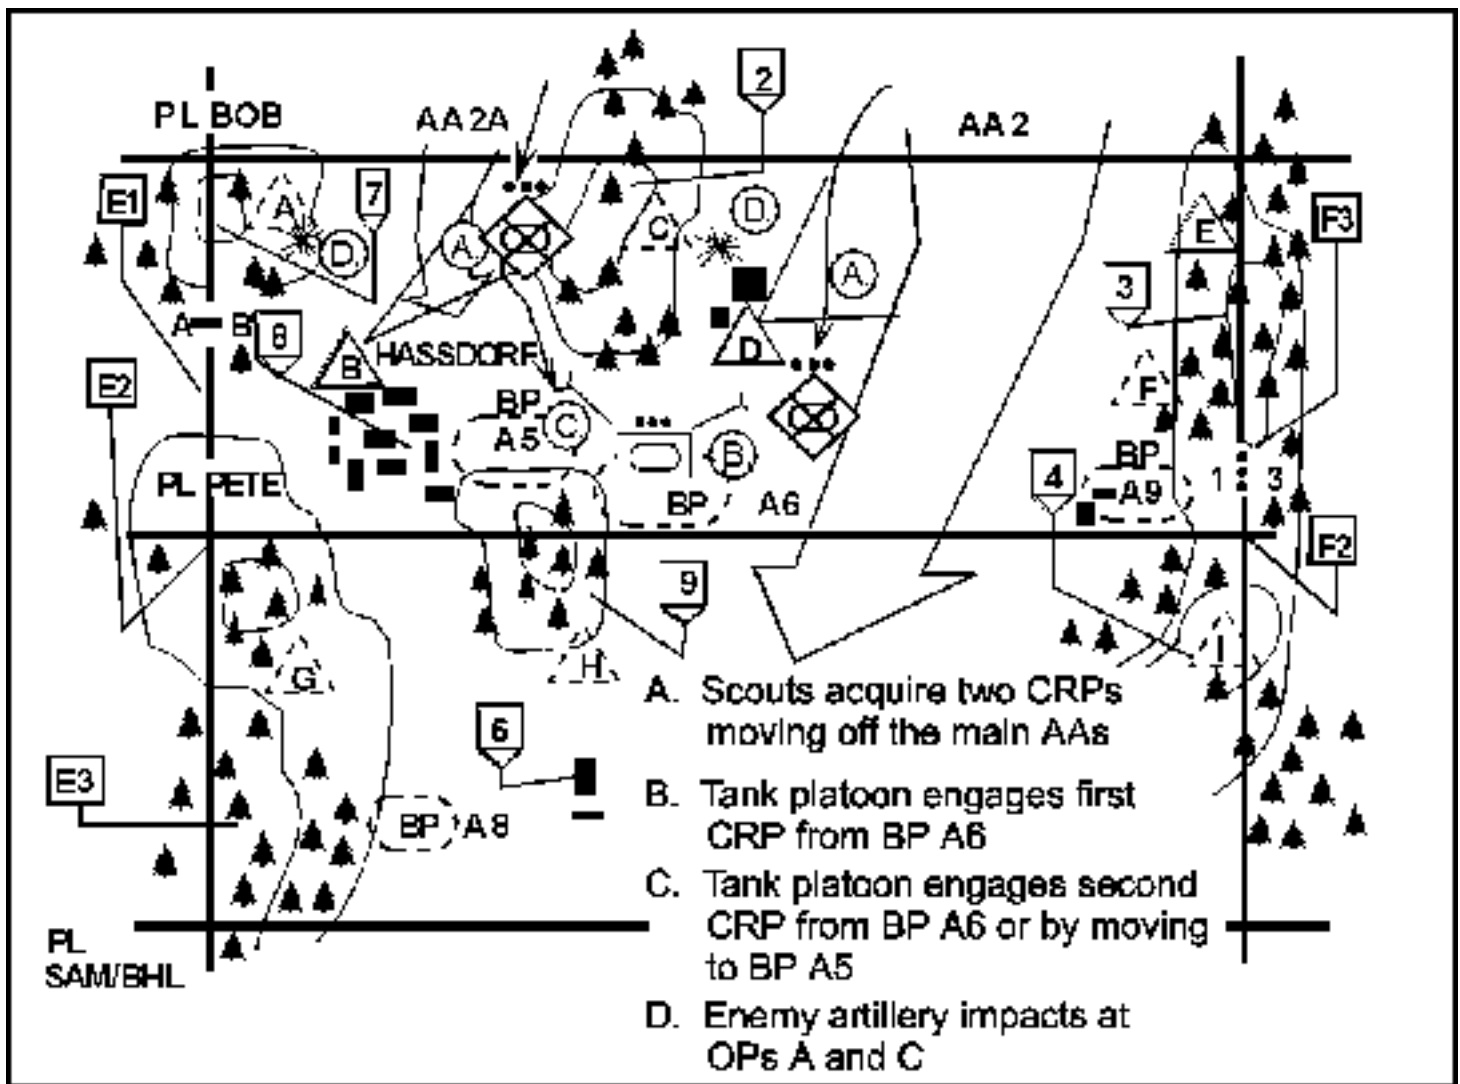 2
PL BOB
AA 2A
AA 2
E1
7
A
D
A
C
D
A
E
F3
A B
8
B
HASSDORF
D
3
E2
BP
A5
C
B
F
BP
A9
4
1 3
PL PETE
BP A6
F2
9
G
H
I
A. Scouts acquire two CRPs
moving off the main AAs
6
E3
B. Tank platoon engages first
CRP from BP A6
BP A8
C. Tank platoon engages second
CRP from BP A6 or by moving
to BP A5
PL
SAM/BHL
D. Enemy artillery impacts at
OPs A and C